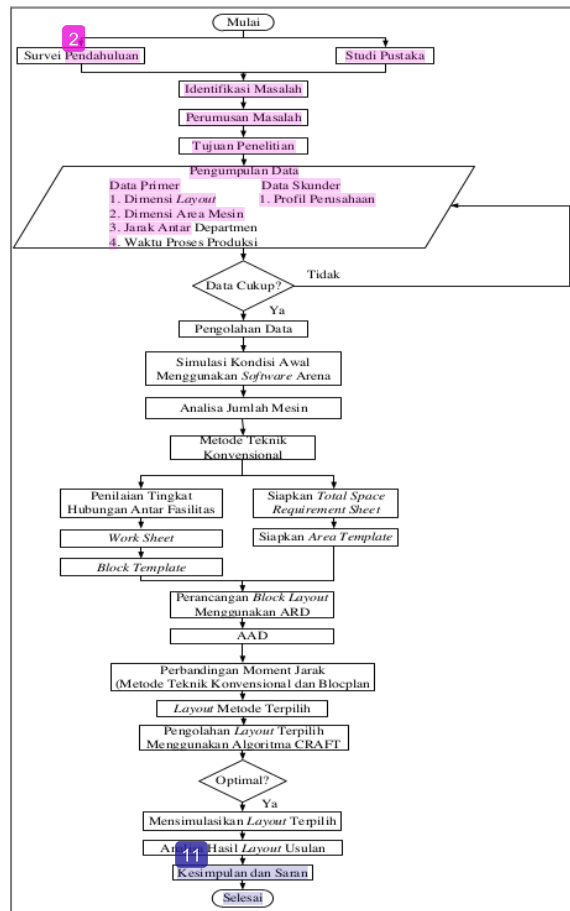 Mulai
2
Survei Pendahuluan
Studi Pustaka
Identifikasi Masalah
Perumusan Masalah
Tujuan Penelitian
Pengumpulan Data
Data Primer
1. Dimensi Layout
2. Dimensi Area Mesin
3. Jarak Antar Departmen
4. Waktu Proses Produksi
Data Skunder
1. Profil Perusahaan
Data Cukup?
Tidak
Ya
Pengolahan Data
Simulasi Kondisi Awal
Menggunakan Software Arena
Analisa Jumlah Mesin
Metode Teknik
Konvensional
Penilaian Tingkat
Hubungan Antar Fasilitas
Work Sheet
Block Template
Siapkan Total Space
Requirement Sheet
Siapkan Area Template
Perancangan Block Layout
Menggunakan ARD
AAD
Perbandingan Moment Jarak
(Metode Teknik Konvensional dan Blocplan
Layout Metode Terpilih
Pengolahan Layout Terpilih
Menggunakan Algoritma CRAFT
Optimal?
Ya
Mensimulasikan Layout Terpilih
Hasil Layout Usulan
11
Kesimpulan dan Saran
Selesai